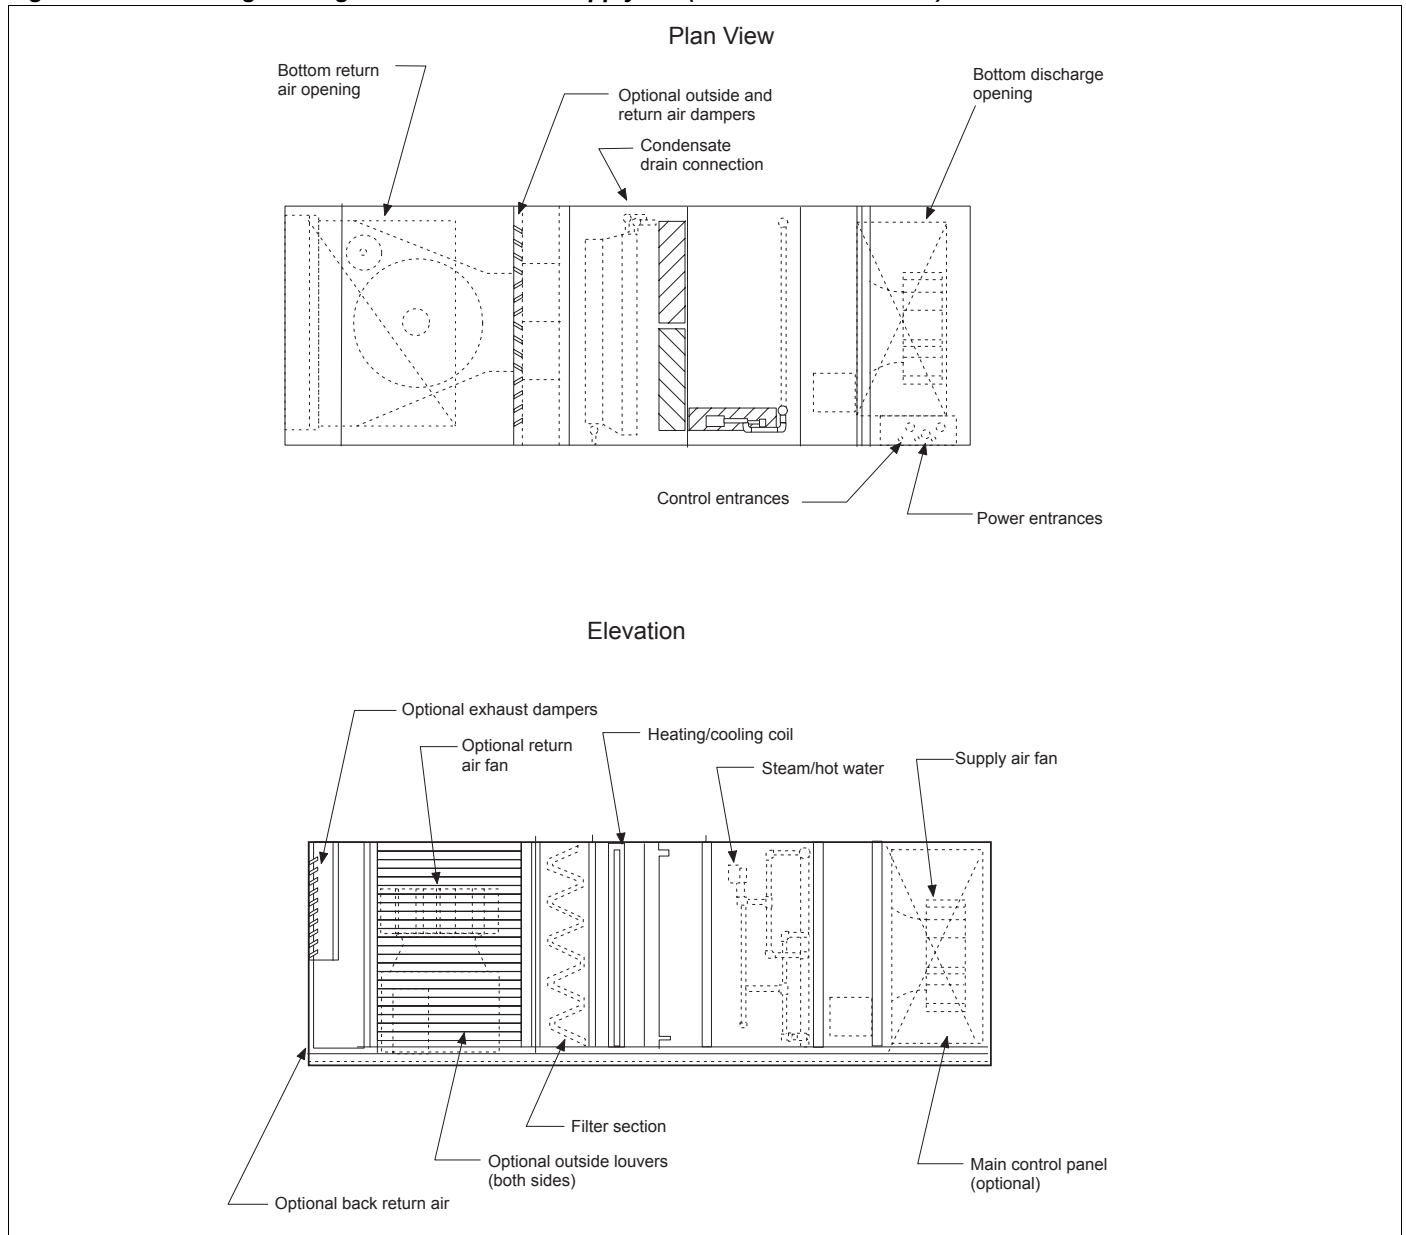 Plan View
Bottom return
air opening
Optional outside and
return air dampers
Condensate
drain connection
Bottom discharge
opening
Control entrances
Power entrances
Elevation
Optional exhaust dampers
Optional return
air fan
Heating/cooling coil
Steam/hot water
Supply air fan
Filter section
Optional outside louvers
(both sides)
Optional back return air
Main control panel
(optional)